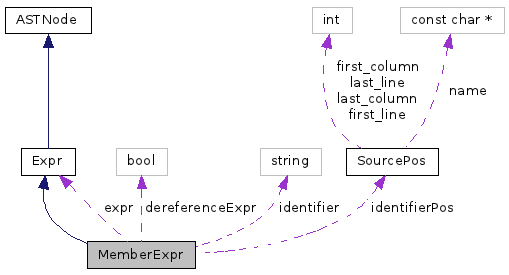 ASTNode
int
const char *
first_column
last_line
last_column
first_line
name
Expr
bool
string
SourcePos
expr
dereferenceExpr
identifier
identifierPos
MemberExpr